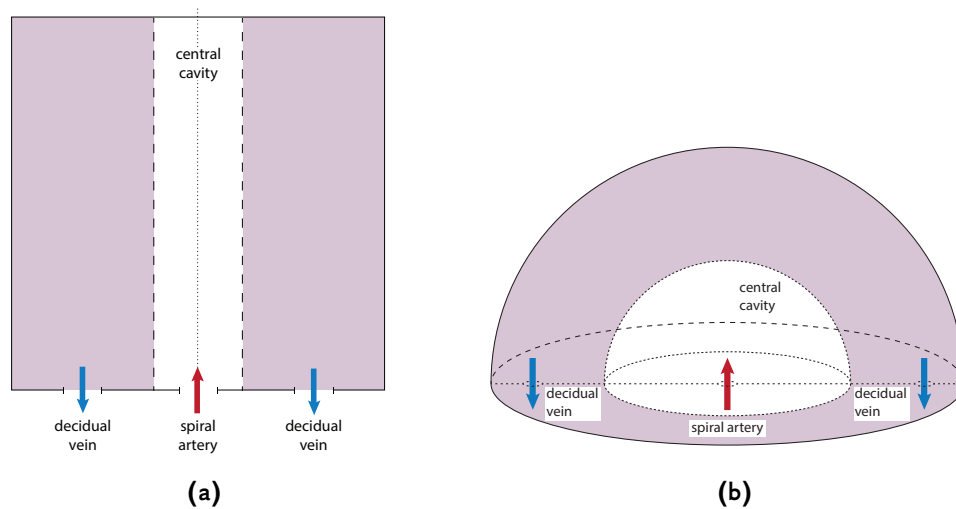 central
cavity
decidual
vein
spiral
artery
decidual
vein
(a)
central
cavity
decidual
vein
decidual
vein
spiral artery
(b)